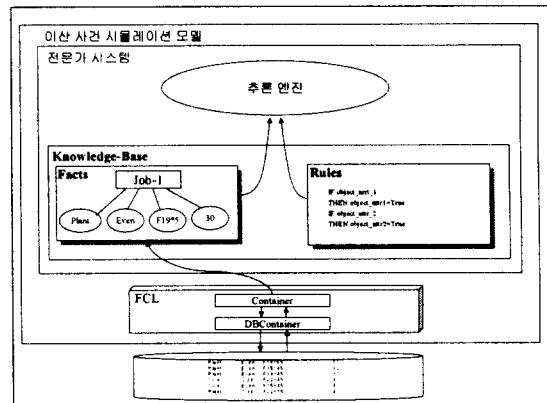 이산 사건 시뮬레이션 모델
전문가 시스템
추론 엔진
Knowledge-Base
Facts
Job-1
Plant
Even
F19*5
30
Rules
IF object_attr_1
THEN object_attr1=True
IF object_attr_2
THEN object_attr2=True
FCL
Container
DBContainer